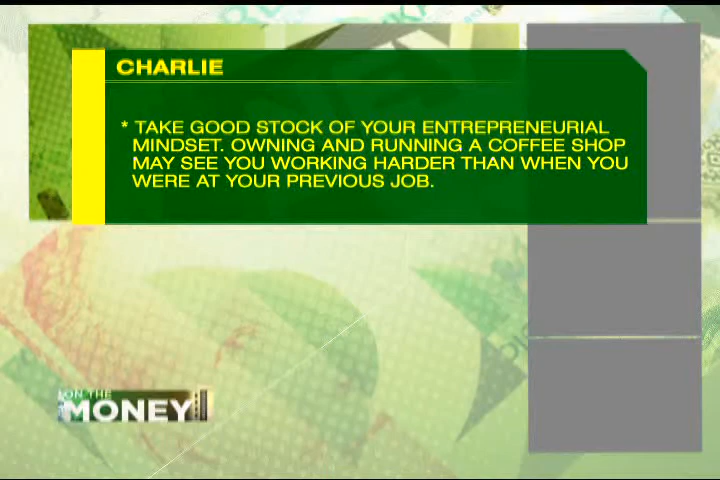 CHARLIE
* TAKE GOOD STOCK OF YOUR ENTREPRENEURIAL
MINDSET. OWNING AND RUNNING A COFFEE SHOP
MAY SEE YOU WORKING HARDER THAN WHEN YOU
WERE AT YOUR PREVIOUS JOB.
ON THE
MONEY